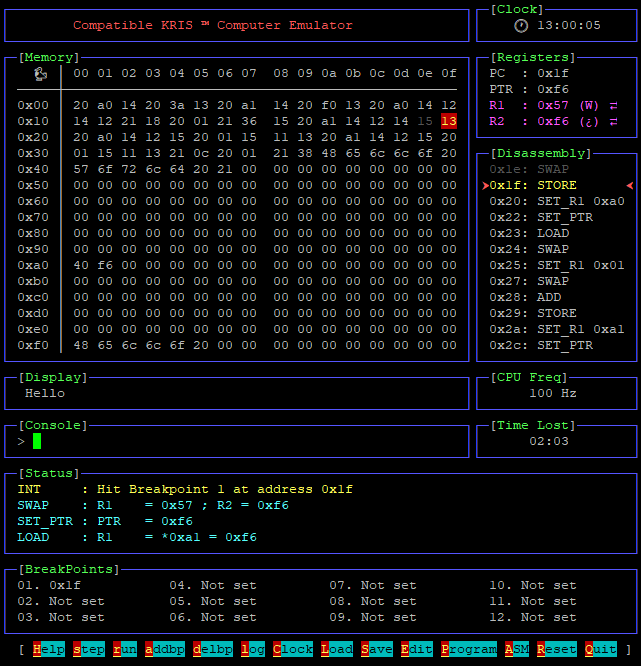 Compatible KRIS ™ Computer Emulator
[Clock]
13:00:05
[Memory]
00 01 02 03 04 05 06 07 08 09 0a 0b 0c 0d 0e 0f
0x00 20 a0 14 20 3a 13 20 a1 14 20 f0 13 20 a0 14 12
0x10 14 12 21 18 20 01 21 36 15 20 a1 14 12 14 15 13
0x20 20 a0 14 12 15 20 01 15 11 13 20 a1 14 12 15 20
0x30 01 15 11 13 21 0c 20 01 21 38 48 65 6c 6c 6f 20
0x40 57 6f 72 6c 64 20 21 00 00 00 00 00 00 00 00 00
0x50 00 00 00 00 00 00 00 00 00 00 00 00 00 00 00 00
0x60 00 00 00 00 00 00 00 00 00 00 00 00 00 00 00 00
0x70 00 00 00 00 00 00 00 00 00 00 00 00 00 00 00 00
0x80 00 00 00 00 00 00 00 00 00 00 00 00 00 00 00 00
0x90 00 00 00 00 00 00 00 00 00 00 00 00 00 00 00 00
0xa0 40 f6 00 00 00 00 00 00 00 00 00 00 00 00 00 00
0xb0 00 00 00 00 00 00 00 00 00 00 00 00 00 00 00 00
0xc0 00 00 00 00 00 00 00 00 00 00 00 00 00 00 00 00
0xd0 00 00 00 00 00 00 00 00 00 00 00 00 00 00 00 00
0xe0 00 00 00 00 00 00 00 00 00 00 00 00 00 00 00 00
0xf0 48 65 6c 6c 6f 20 00 00 00 00 00 00 00 00 00 00
[Registers]
PC : 0x1f
PTR : 0xf6
R1 : 0x57 (W) ⇄
R2 : 0xf6 (¿) ⇄
[Disassembly]
0x1e: SWAP
0x1f: STORE
0x20: SET_R1 0xa0
0x22: SET_PTR
0x23: LOAD
0x24: SWAP
0x25: SET_R1 0x01
0x27: SWAP
0x28: ADD
0x29: STORE
0x2a: SET_R1 0xa1
0x2c: SET_PTR
[Display]
Hello
[CPU Freq]
100 Hz
[Console]
>
[Time Lost]
02:03
[Status]
INT : Hit Breakpoint 1 at address 0x1f
SWAP : R1 = 0x57 ; R2 = 0xf6
SET_PTR : PTR = 0xf6
LOAD : R1 = *0xa1 = 0xf6
[BreakPoints]
01. 0x1f 04. Not set 07. Not set 10. Not set
02. Not set 05. Not set 08. Not set 11. Not set
03. Not set 06. Not set 09. Not set 12. Not set
[ Help step run addbp delbp log Clock Load Save Edit Program ASM Reset Quit ]